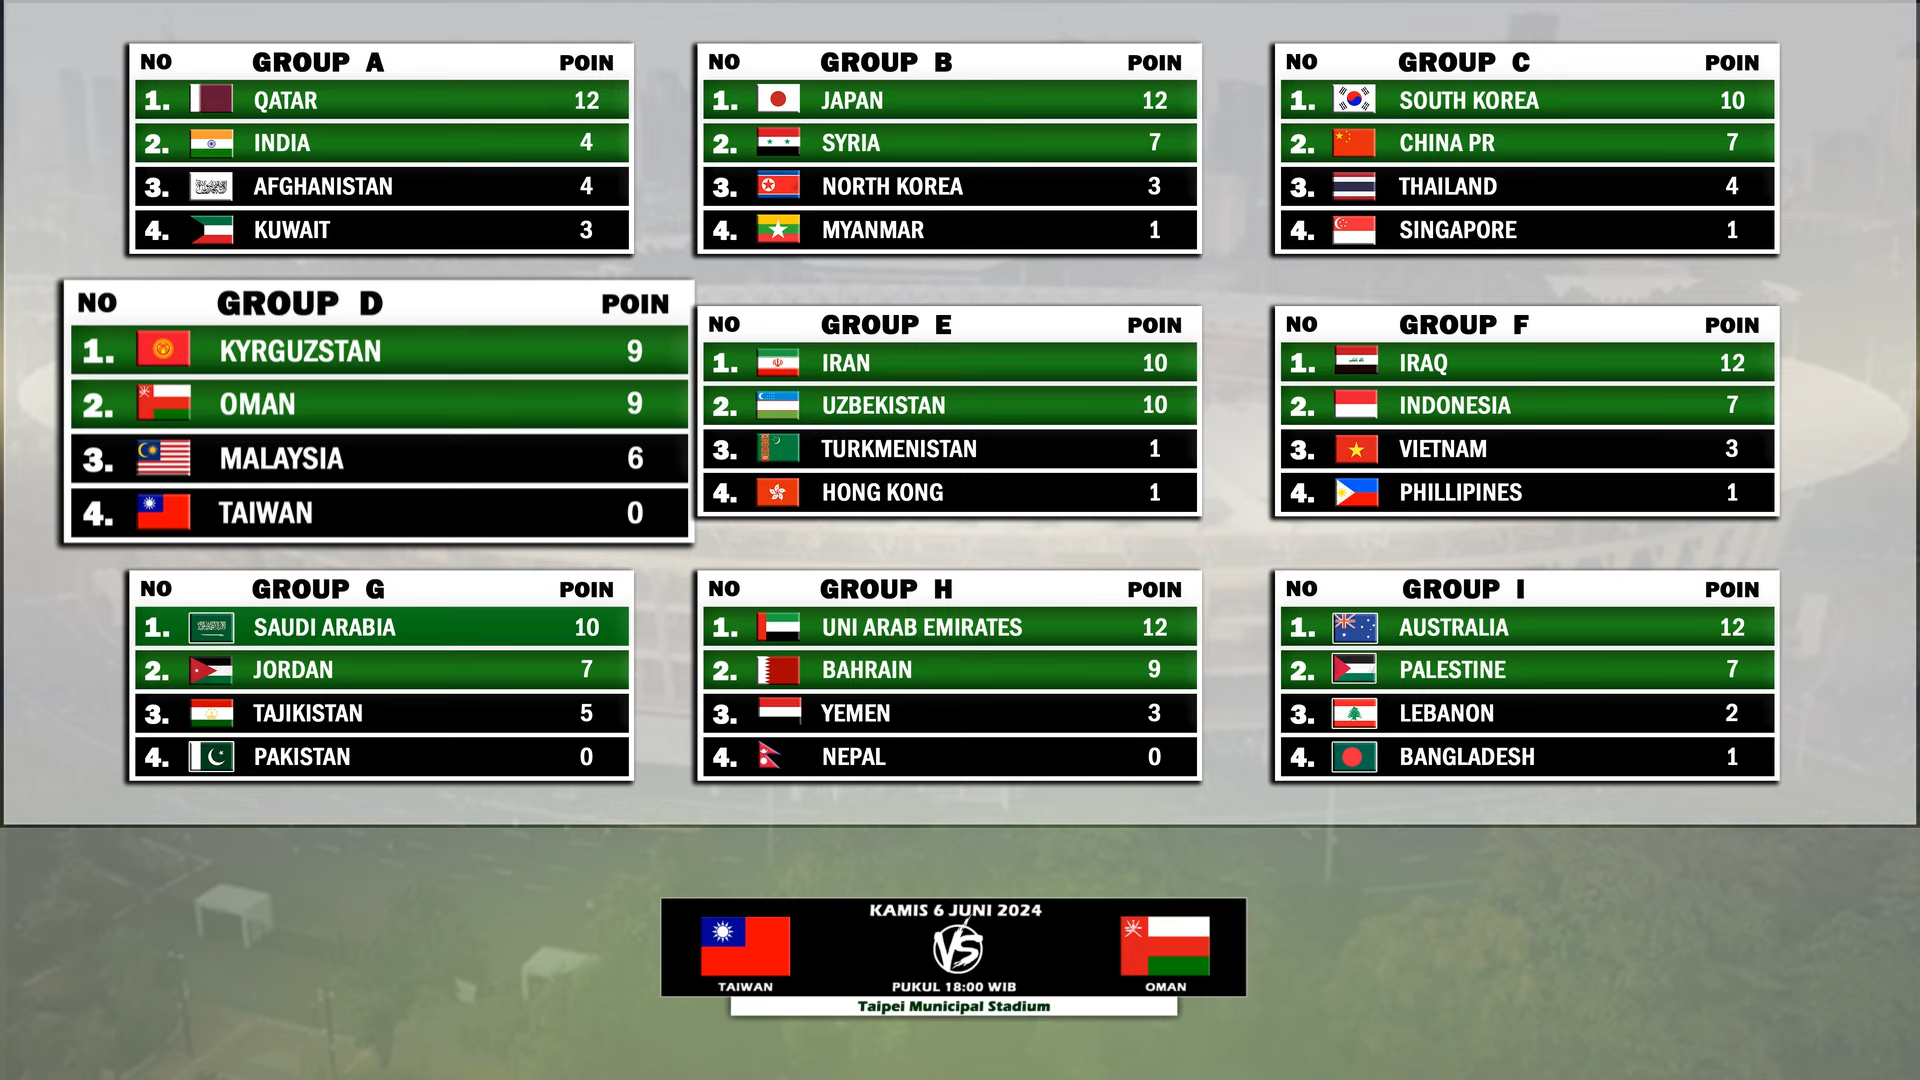 NO GROUP A POIN
1. QATAR 12
2. INDIA 4
3. AFGHANISTAN 4
4. KUWAIT 3
NO GROUP B POIN
1. JAPAN 12
2. SYRIA 7
3. NORTH KOREA 3
4. MYANMAR 1
NO GROUP C POIN
1. SOUTH KOREA 10
2. CHINA PR 7
3. THAILAND 4
4. SINGAPORE 1
NO GROUP D POIN
1. KYRGUZSTAN 9
2. OMAN 9
3. MALAYSIA 6
4. TAIWAN 0
NO GROUP E POIN
1. IRAN 10
2. UZBEKISTAN 10
3. TURKMENISTAN 1
4. HONG KONG 1
NO GROUP F POIN
1. IRAQ 12
2. INDONESIA 7
3. VIETNAM 3
4. PHILLIPINES 1
NO GROUP G POIN
1. SAUDI ARABIA 10
2. JORDAN 7
3. TAJIKISTAN 5
4. PAKISTAN 0
NO GROUP H POIN
1. UNI ARAB EMIRATES 12
2. BAHRAIN 9
3. YEMEN 3
4. NEPAL 0
NO GROUP I POIN
1. AUSTRALIA 12
2. PALESTINE 7
3. LEBANON 2
4. BANGLADESH 1
KAMIS 6 JUNI 2024
VS
TAIWAN PUKUL 18:00 WIB OMAN
Taipei Municipal Stadium